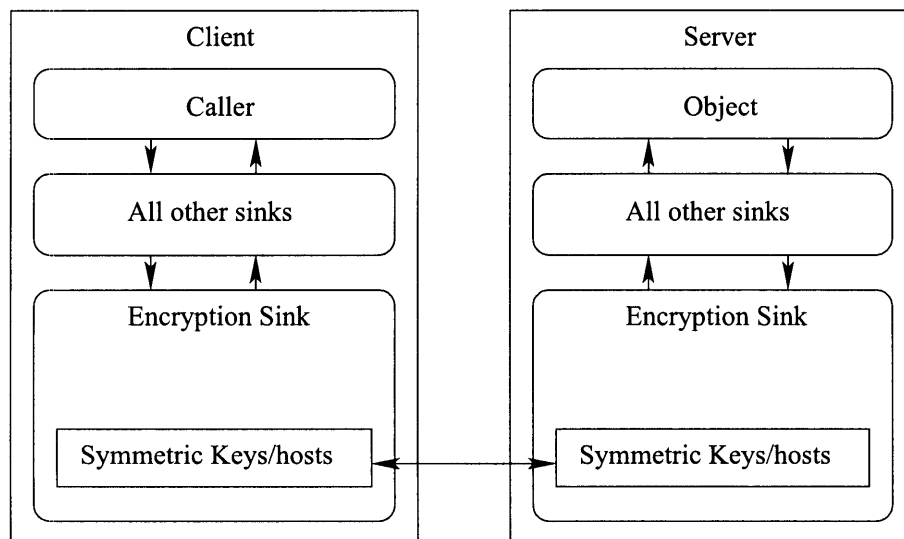 Client
Caller
All other sinks
Encryption Sink
Symmetric Keys/hosts
Server
Object
All other sinks
Encryption Sink
Symmetric Keys/hosts